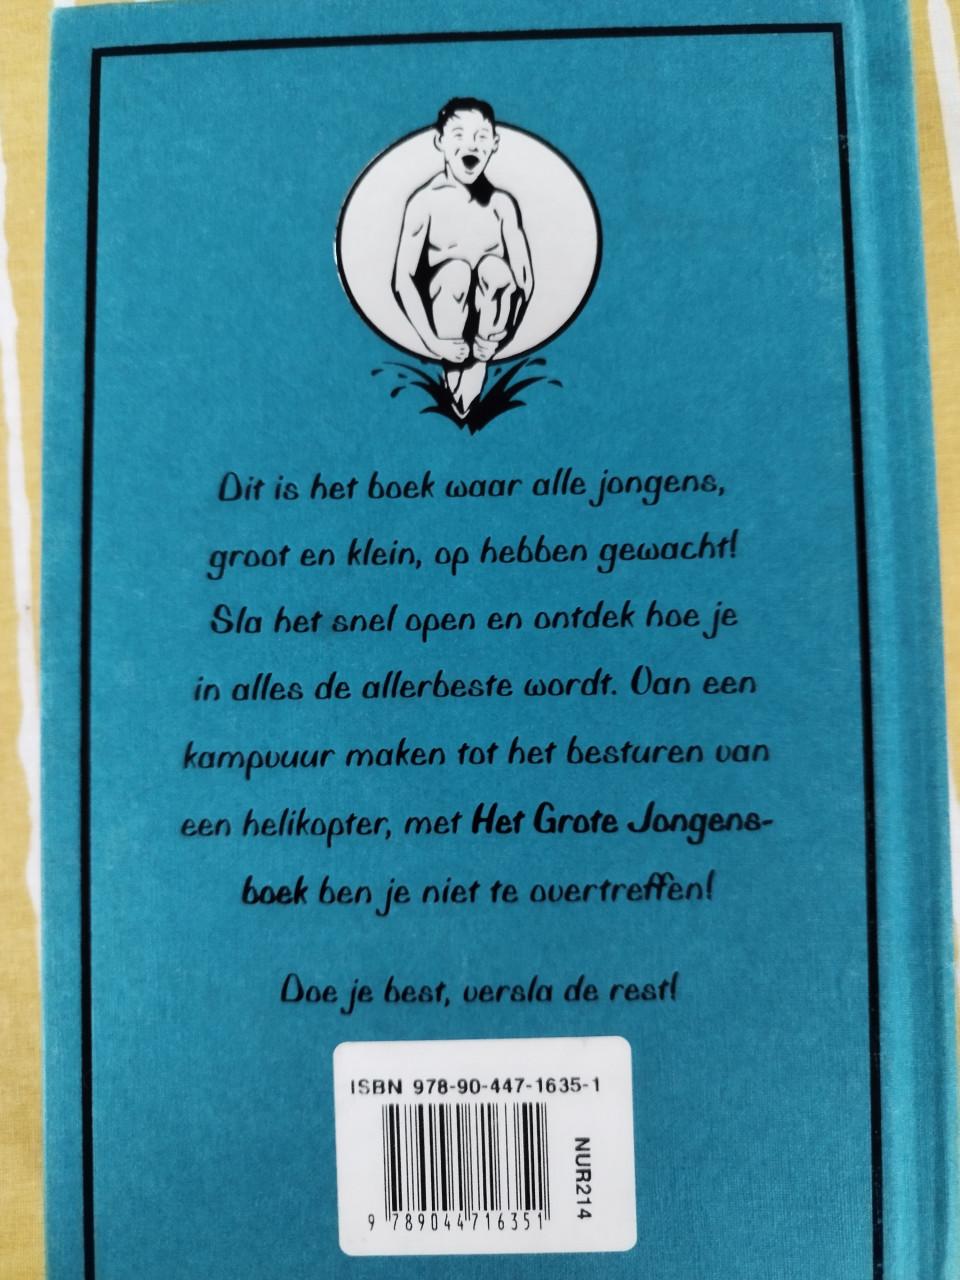 Dit is het boek waar alle jongens,
groot en klein, op hebben gewacht!
Sla het snel open en ontdek hoe je
in alles de allerbeste wordt. Van een
kampvuur maken tot het besturen van
een helikopter, met Het Grote Jongens-
boek ben je niet te overtreffen!
Doe je best, versla de rest!
ISBN 978-90-447-1635-1
NUR214
9 789044 716351